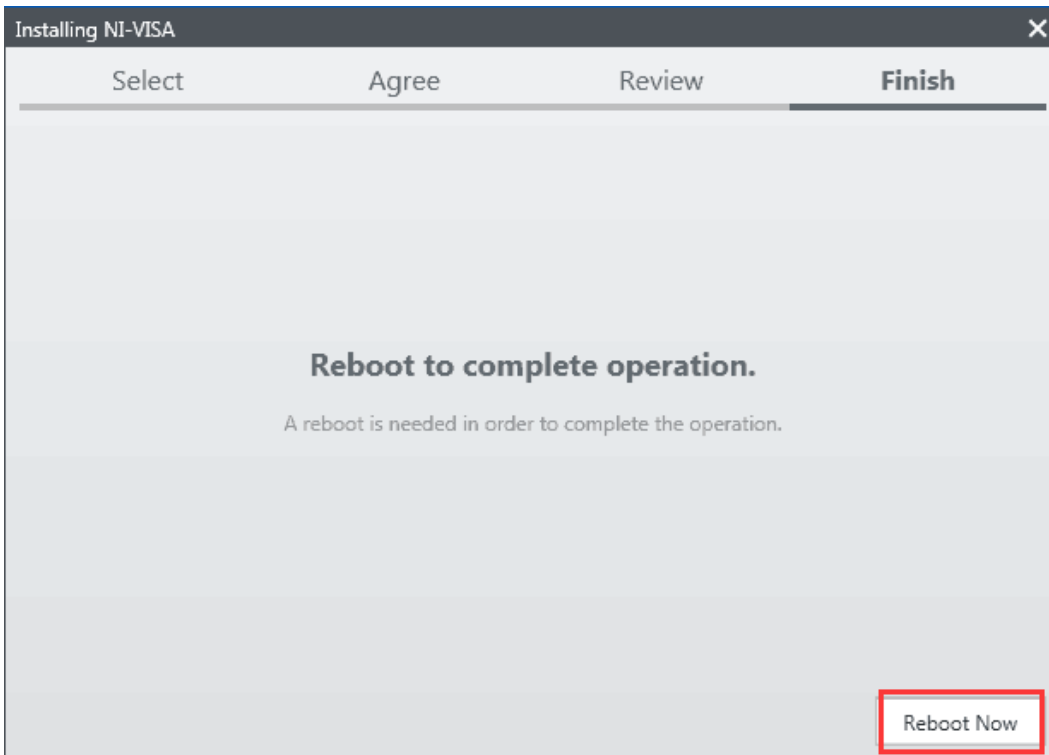 Installing NI-VISA
Select Agree Review Finish
Reboot to complete operation.
A reboot is needed in order to complete the operation.
Reboot Now